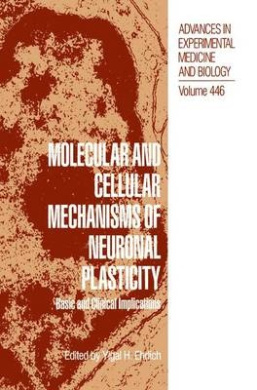 ADVANCES IN
EXPERIMENTAL
MEDICINE
AND BIOLOGY
Volume 446
MOLECULAR AND
CELLULAR
MECHANISMS OF
NEURONAL
PLASTICITY
Basic and Clinical Implications
Edited by Yigal H. Ehrlich